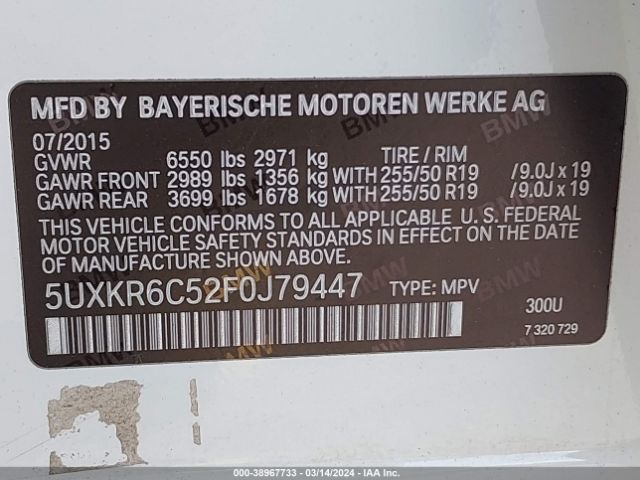 MFD BY BAYERISCHE MOTOREN WERKE AG
07/2015
GVWR 6550 lbs 2971 kg TIRE / RIM
GAWR FRONT 2989 lbs 1356 kg WITH 255/50 R19 /9.0J x 19
GAWR REAR 3699 lbs 1678 kg WITH 255/50 R19 /9.0J x 19
THIS VEHICLE CONFORMS TO ALL APPLICABLE U. S. FEDERAL
MOTOR VEHICLE SAFETY STANDARDS IN EFFECT ON THE DATE
OF MANUFACTURE SHOWN ABOVE.
5UXKR6C52F0J79447 TYPE: MPV
300U
7 320 729
000-38967733 - 03/14/2024 - IAA Inc.